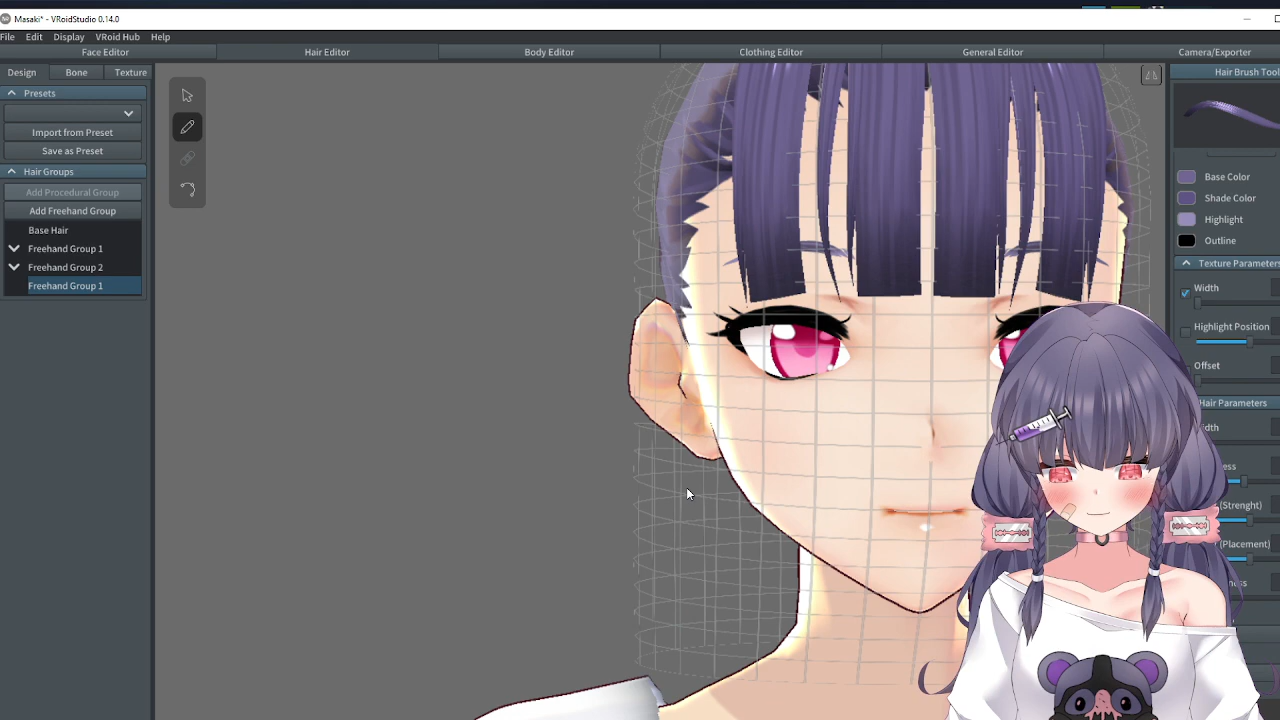 Masaki* - VRoidStudio 0.14.0
File Edit Display VRoid Hub Help
Face Editor Hair Editor Body Editor Clothing Editor General Editor Camera/Exporter
Design Bone Texture
Presets
Import from Preset
Save as Preset
Hair Groups
Add Procedural Group
Add Freehand Group
Base Hair
Freehand Group 1
Freehand Group 2
Freehand Group 1
Hair Brush Tool
Base Color
Shade Color
Highlight
Outline
Texture Parameters
Width
Highlight Position
Offset
Hair Parameters
(Strenght)
(Placement)